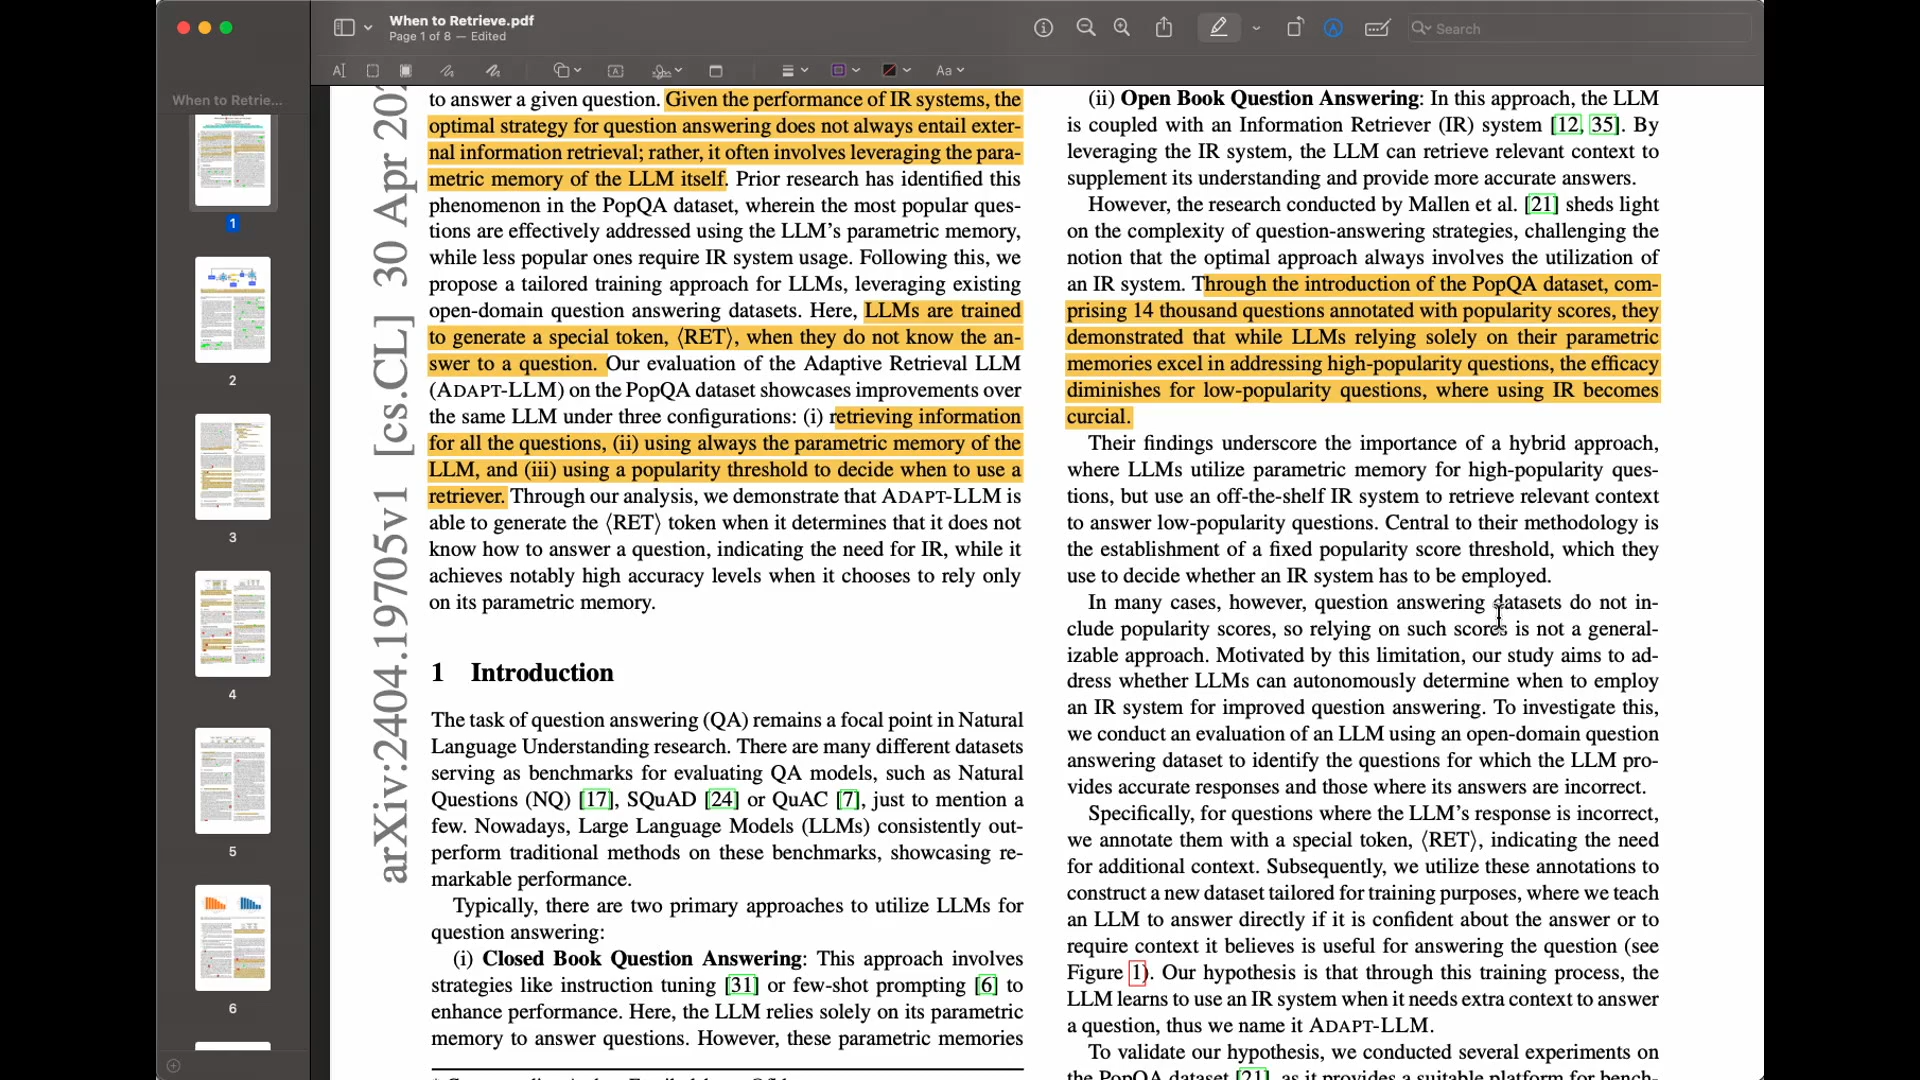 When to Retrieve.pdf
Page 1 of 8 — Edited
Search
When to Retrie...
1
2
3
4
5
6
Aa
arXiv:2404.19705v1 [cs.CL] 30 Apr 202
to answer a given question. Given the performance of IR systems, the
optimal strategy for question answering does not always entail exter-
nal information retrieval; rather, it often involves leveraging the para-
metric memory of the LLM itself. Prior research has identified this
phenomenon in the PopQA dataset, wherein the most popular ques-
tions are effectively addressed using the LLM's parametric memory,
while less popular ones require IR system usage. Following this, we
propose a tailored training approach for LLMs, leveraging existing
open-domain question answering datasets. Here, LLMs are trained
to generate a special token, ⟨RET⟩, when they do not know the an-
swer to a question. Our evaluation of the Adaptive Retrieval LLM
(ADAPT-LLM) on the PopQA dataset showcases improvements over
the same LLM under three configurations: (i) retrieving information
for all the questions, (ii) using always the parametric memory of the
LLM, and (iii) using a popularity threshold to decide when to use a
retriever. Through our analysis, we demonstrate that ADAPT-LLM is
able to generate the ⟨RET⟩ token when it determines that it does not
know how to answer a question, indicating the need for IR, while it
achieves notably high accuracy levels when it chooses to rely only
on its parametric memory.
1 Introduction
The task of question answering (QA) remains a focal point in Natural
Language Understanding research. There are many different datasets
serving as benchmarks for evaluating QA models, such as Natural
Questions (NQ) [17], SQuAD [24] or QuAC [7], just to mention a
few. Nowadays, Large Language Models (LLMs) consistently out-
perform traditional methods on these benchmarks, showcasing re-
markable performance.
Typically, there are two primary approaches to utilize LLMs for
question answering:
(i) Closed Book Question Answering: This approach involves
strategies like instruction tuning [31] or few-shot prompting [6] to
enhance performance. Here, the LLM relies solely on its parametric
memory to answer questions. However, these parametric memories
(ii) Open Book Question Answering: In this approach, the LLM
is coupled with an Information Retriever (IR) system [12, 35]. By
leveraging the IR system, the LLM can retrieve relevant context to
supplement its understanding and provide more accurate answers.
However, the research conducted by Mallen et al. [21] sheds light
on the complexity of question-answering strategies, challenging the
notion that the optimal approach always involves the utilization of
an IR system. Through the introduction of the PopQA dataset, com-
prising 14 thousand questions annotated with popularity scores, they
demonstrated that while LLMs relying solely on their parametric
memories excel in addressing high-popularity questions, the efficacy
diminishes for low-popularity questions, where using IR becomes
curcial.
Their findings underscore the importance of a hybrid approach,
where LLMs utilize parametric memory for high-popularity ques-
tions, but use an off-the-shelf IR system to retrieve relevant context
to answer low-popularity questions. Central to their methodology is
the establishment of a fixed popularity score threshold, which they
use to decide whether an IR system has to be employed.
In many cases, however, question answering datasets do not in-
clude popularity scores, so relying on such scores is not a general-
izable approach. Motivated by this limitation, our study aims to ad-
dress whether LLMs can autonomously determine when to employ
an IR system for improved question answering. To investigate this,
we conduct an evaluation of an LLM using an open-domain question
answering dataset to identify the questions for which the LLM pro-
vides accurate responses and those where its answers are incorrect.
Specifically, for questions where the LLM's response is incorrect,
we annotate them with a special token, ⟨RET⟩, indicating the need
for additional context. Subsequently, we utilize these annotations to
construct a new dataset tailored for training purposes, where we teach
an LLM to answer directly if it is confident about the answer or to
require context it believes is useful for answering the question (see
Figure 1). Our hypothesis is that through this training process, the
LLM learns to use an IR system when it needs extra context to answer
a question, thus we name it ADAPT-LLM.
To validate our hypothesis, we conducted several experiments on
the PopQA dataset [21], as it provides a suitable platform for bench-